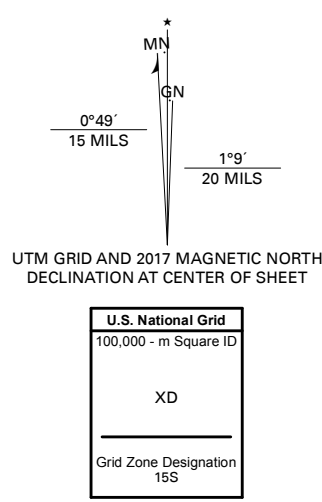 MN
GN
0°49´
15 MILS
1°9´
20 MILS
UTM GRID AND 2017 MAGNETIC NORTH
DECLINATION AT CENTER OF SHEET
U.S. National Grid
100,000 - m Square ID
XD
Grid Zone Designation
15S